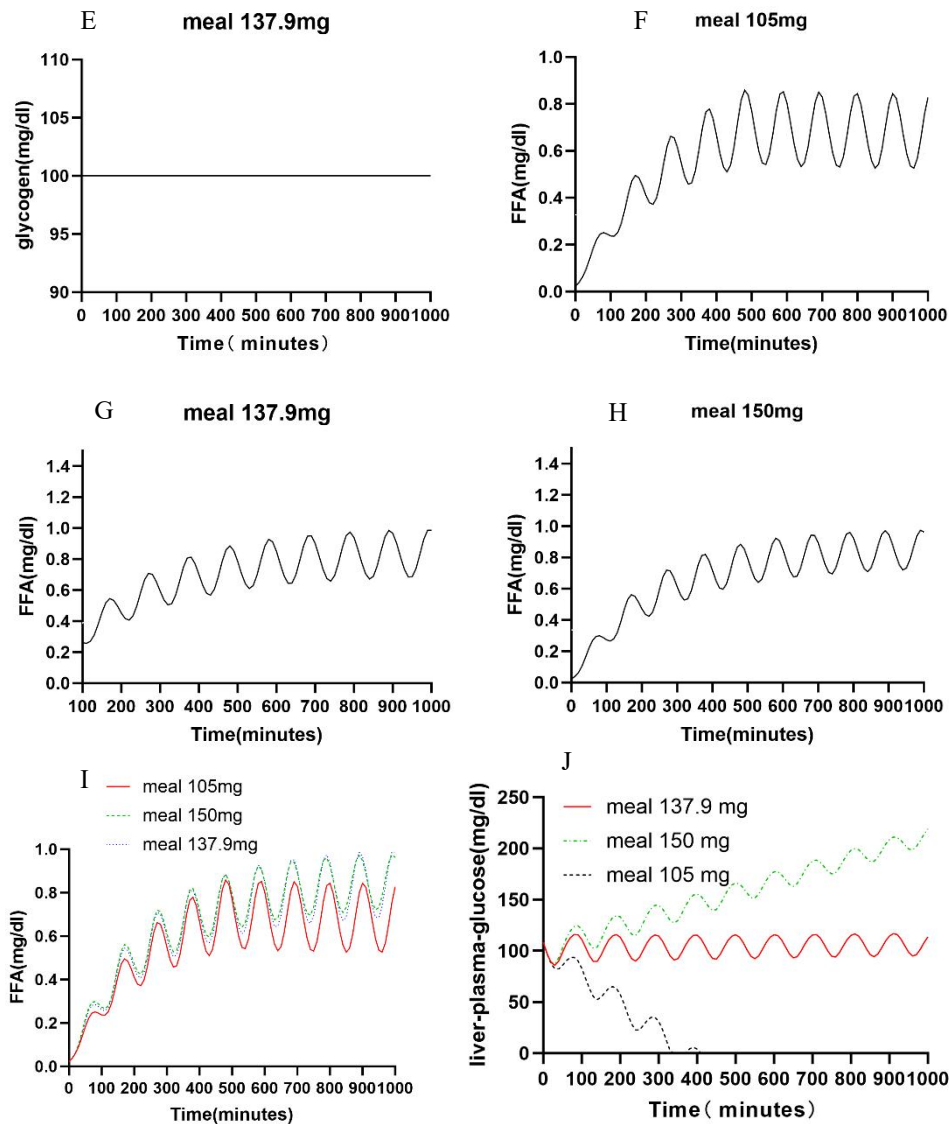 E
meal 137.9mg
glycogen(mg/dl)
110
105
100
95
90
0 100 200 300 400 500 600 700 800 9001000
Time( minutes)
F
meal 105mg
FFA(mg/dl)
1.0
0.8
0.6
0.4
0.2
0.0
0 100 200 300 400 500 600 700 800 9001000
Time(minutes)
G
meal 137.9mg
FFA(mg/dl)
1.4
1.2
1.0
0.8
0.6
0.4
0.2
0.0
100 200 300 400 500 600 700 800 900 1000
Time(minutes)
H
meal 150mg
FFA(mg/dl)
1.4
1.2
1.0
0.8
0.6
0.4
0.2
0.0
0 100 200 300 400 500 600 700 800 9001000
Time(minutes)
I
meal 105mg
meal 150mg
meal 137.9mg
FFA(mg/dl)
1.0
0.8
0.6
0.4
0.2
0.0
0 100 200 300 400 500 600 700 800 9001000
Time(minutes)
J
meal 137.9 mg
meal 150 mg
meal 105 mg
liver-plasma-glucose(mg/dl)
250
200
150
100
50
0
0 100 200 300 400 500 600 700 800 9001000
Time( minutes)